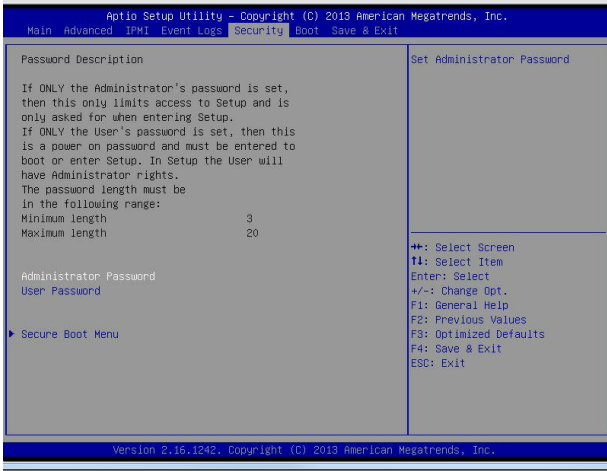 Aptio Setup Utility – Copyright (C) 2013 American Megatrends, Inc.
Main Advanced IPMI Event Logs Security Boot Save & Exit
Password Description
If ONLY the Administrator's password is set,
then this only limits access to Setup and is
only asked for when entering Setup.
If ONLY the User's password is set, then this
is a power on password and must be entered to
boot or enter Setup. In Setup the User will
have Administrator rights.
The password length must be
in the following range:
Minimum length 3
Maximum length 20
Administrator Password
User Password
Secure Boot Menu
Set Administrator Password
→←: Select Screen
↑↓: Select Item
Enter: Select
+/-: Change Opt.
F1: General Help
F2: Previous Values
F3: Optimized Defaults
F4: Save & Exit
ESC: Exit
Version 2.16.1242. Copyright (C) 2013 American Megatrends, Inc.